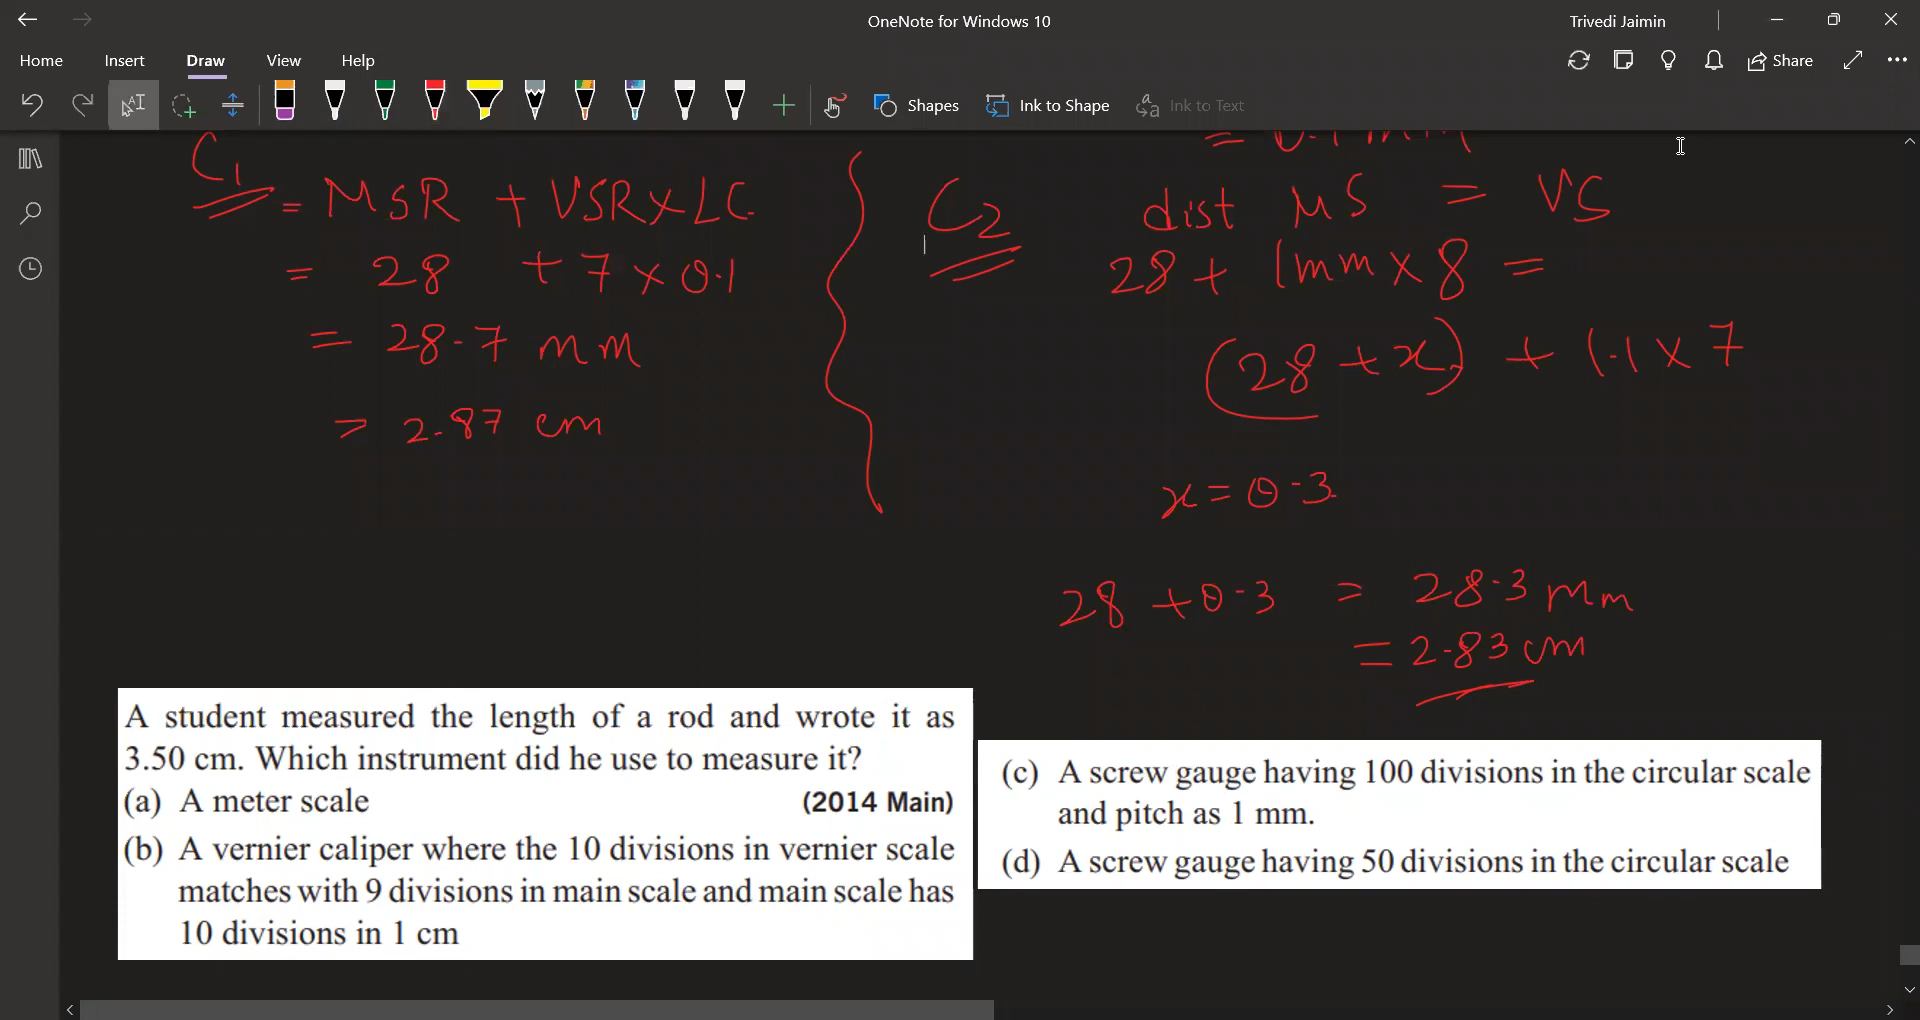 OneNote for Windows 10
Trivedi Jaimin
Home Insert Draw View Help
Share
Shapes
Ink to Shape
Ink to Text
C1 = MSR + VSR x LC
= 28 + 7 x 0.1
= 28.7 mm
= 2.87 cm
= 0.1 mm
C2
dist MS = VS
28 + 1mm x 8 =
(28 + x) + 1.1 x 7
x = 0.3
28 + 0.3 = 28.3 mm
= 2.83 cm
A student measured the length of a rod and wrote it as
3.50 cm. Which instrument did he use to measure it?
(a) A meter scale (2014 Main)
(b) A vernier caliper where the 10 divisions in vernier scale
matches with 9 divisions in main scale and main scale has
10 divisions in 1 cm
(c) A screw gauge having 100 divisions in the circular scale
and pitch as 1 mm.
(d) A screw gauge having 50 divisions in the circular scale